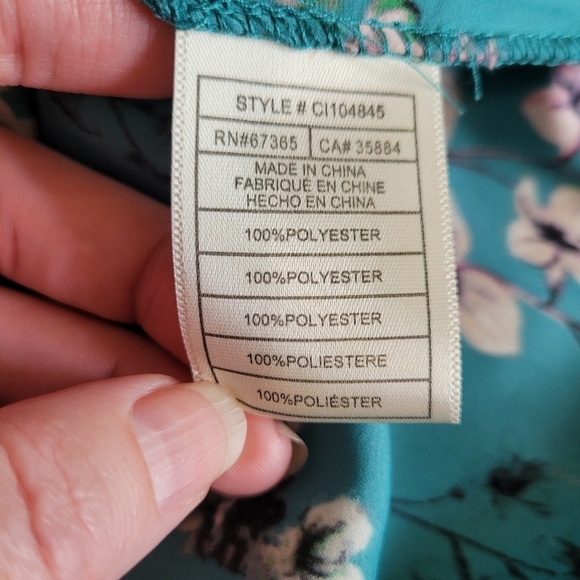 STYLE # CI104845
RN#67365 CA# 35884
MADE IN CHINA
FABRIQUÉ EN CHINE
HECHO EN CHINA
100%POLYESTER
100%POLYESTER
100%POLYESTER
100%POLIESTERE
100%POLIÉSTER